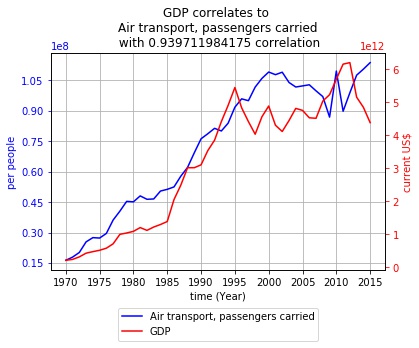 GDP correlates to
Air transport, passengers carried
with 0.939711984175 correlation
1e8
1e12
1.05
0.90
0.75
0.60
0.45
0.30
0.15
per people
6
5
4
3
2
1
0
current US$
1970 1975 1980 1985 1990 1995 2000 2005 2010 2015
time (Year)
Air transport, passengers carried
GDP